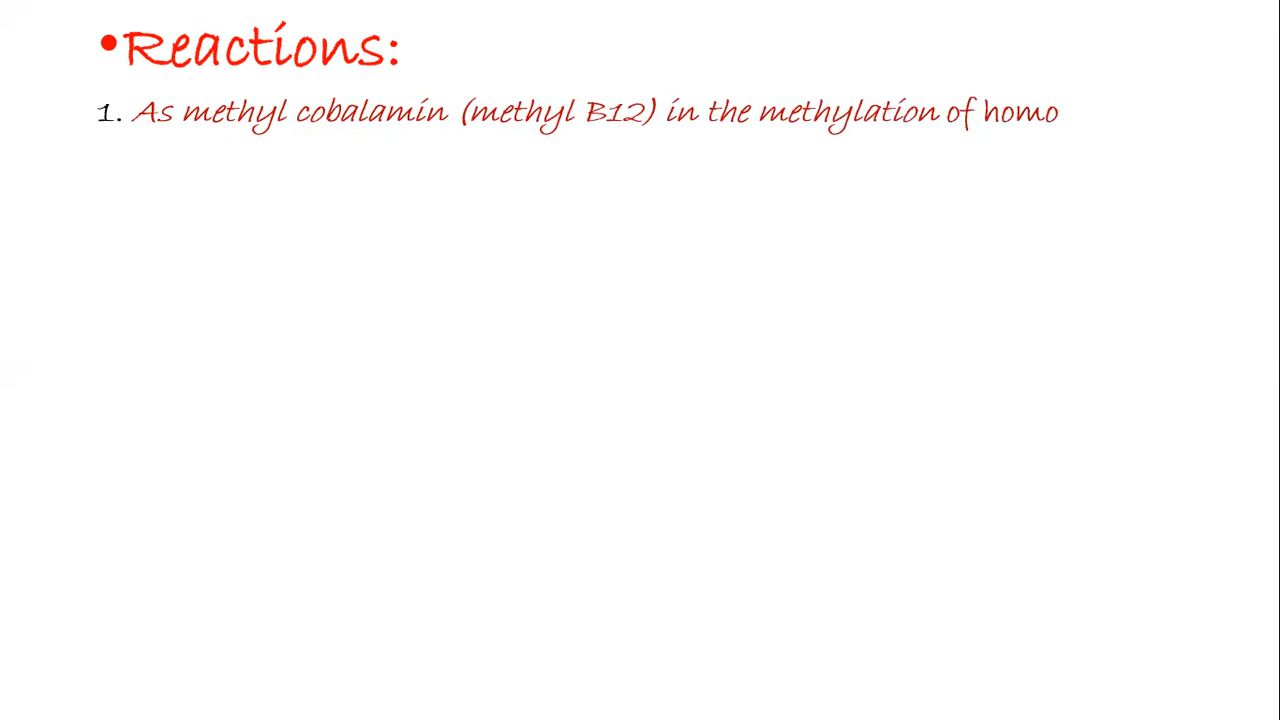 •Reactions:
1. As methyl cobalamin (methyl B12) in the methylation of homo